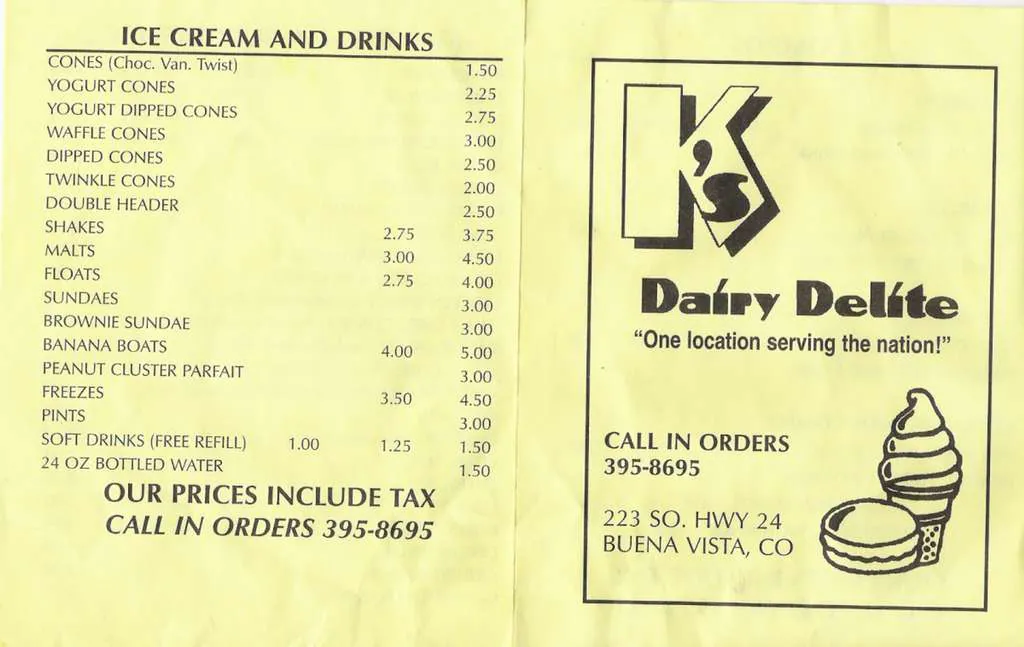 ICE CREAM AND DRINKS
CONES (Choc. Van. Twist) 1.50
YOGURT CONES 2.25
YOGURT DIPPED CONES 2.75
WAFFLE CONES 3.00
DIPPED CONES 2.50
TWINKLE CONES 2.00
DOUBLE HEADER 2.50
SHAKES 2.75 3.75
MALTS 3.00 4.50
FLOATS 2.75 4.00
SUNDAES 3.00
BROWNIE SUNDAE 3.00
BANANA BOATS 4.00 5.00
PEANUT CLUSTER PARFAIT 3.00
FREEZES 3.50 4.50
PINTS 3.00
SOFT DRINKS (FREE REFILL) 1.00 1.25 1.50
24 OZ BOTTLED WATER 1.50
OUR PRICES INCLUDE TAX
CALL IN ORDERS 395-8695
K's
Dairy Delite
"One location serving the nation!"
CALL IN ORDERS
395-8695
223 SO. HWY 24
BUENA VISTA, CO